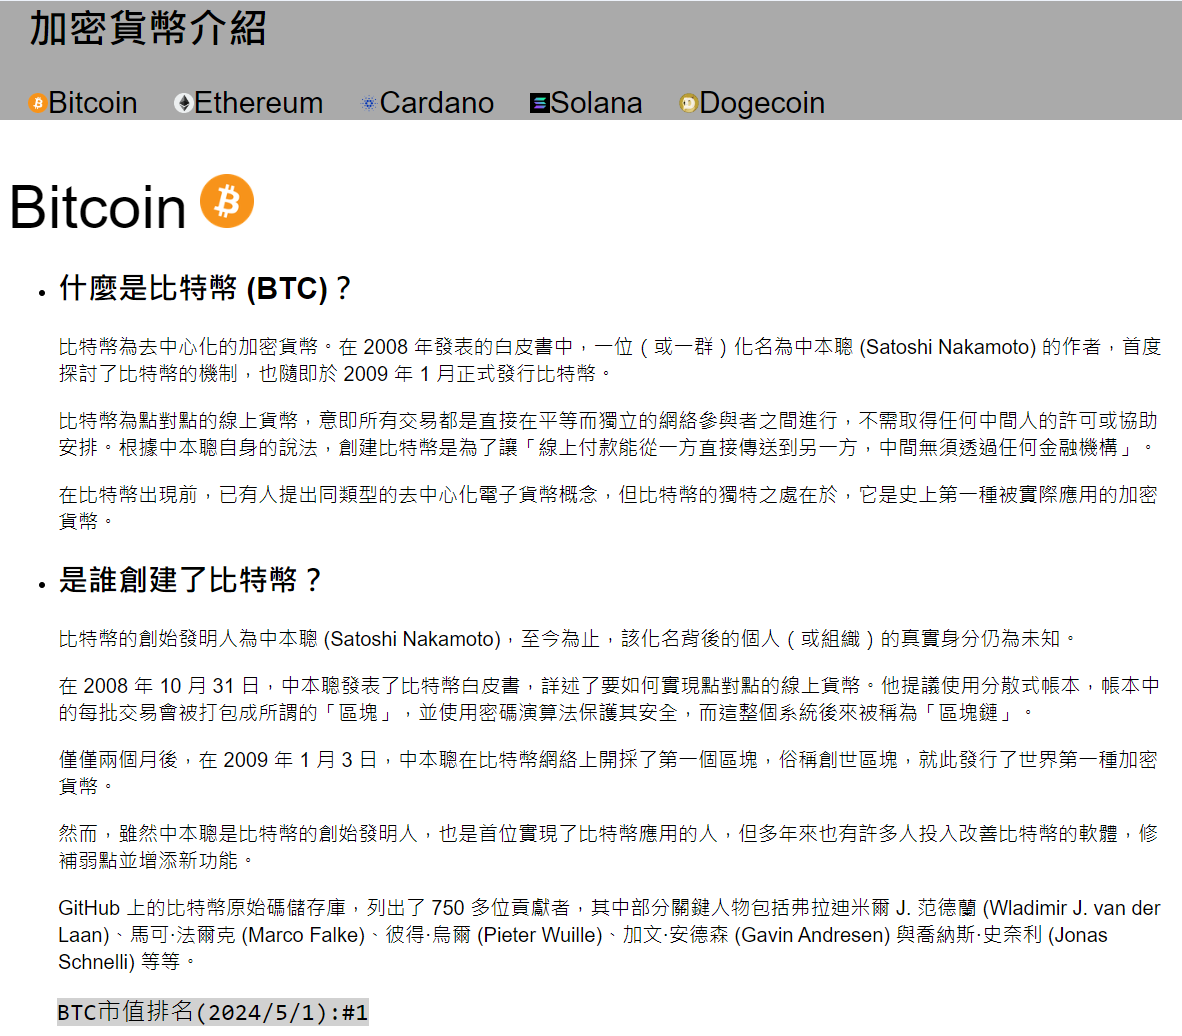 加密貨幣介紹
Bitcoin Ethereum Cardano Solana Dogecoin
Bitcoin
• 什麼是比特幣 (BTC)？
比特幣為去中心化的加密貨幣。在 2008 年發表的白皮書中，一位（或一群）化名為中本聰 (Satoshi Nakamoto) 的作者，首度
探討了比特幣的機制，也隨即於 2009 年 1 月正式發行比特幣。
比特幣為點對點的線上貨幣，意即所有交易都是直接在平等而獨立的網絡參與者之間進行，不需取得任何中間人的許可或協助
安排。根據中本聰自身的說法，創建比特幣是為了讓「線上付款能從一方直接傳送到另一方，中間無須透過任何金融機構」。
在比特幣出現前，已有人提出同類型的去中心化電子貨幣概念，但比特幣的獨特之處在於，它是史上第一種被實際應用的加密
貨幣。
• 是誰創建了比特幣？
比特幣的創始發明人為中本聰 (Satoshi Nakamoto)，至今為止，該化名背後的個人（或組織）的真實身分仍為未知。
在 2008 年 10 月 31 日，中本聰發表了比特幣白皮書，詳述了要如何實現點對點的線上貨幣。他提議使用分散式帳本，帳本中
的每批交易會被打包成所謂的「區塊」，並使用密碼演算法保護其安全，而這整個系統後來被稱為「區塊鏈」。
僅僅兩個月後，在 2009 年 1 月 3 日，中本聰在比特幣網絡上開採了第一個區塊，俗稱創世區塊，就此發行了世界第一種加密
貨幣。
然而，雖然中本聰是比特幣的創始發明人，也是首位實現了比特幣應用的人，但多年來也有許多人投入改善比特幣的軟體，修
補弱點並增添新功能。
GitHub 上的比特幣原始碼儲存庫，列出了 750 多位貢獻者，其中部分關鍵人物包括弗拉迪米爾 J. 范德蘭 (Wladimir J. van der
Laan)、馬可·法爾克 (Marco Falke)、彼得·烏爾 (Pieter Wuille)、加文·安德森 (Gavin Andresen) 與喬納斯·史奈利 (Jonas
Schnelli) 等等。
BTC市值排名(2024/5/1):#1